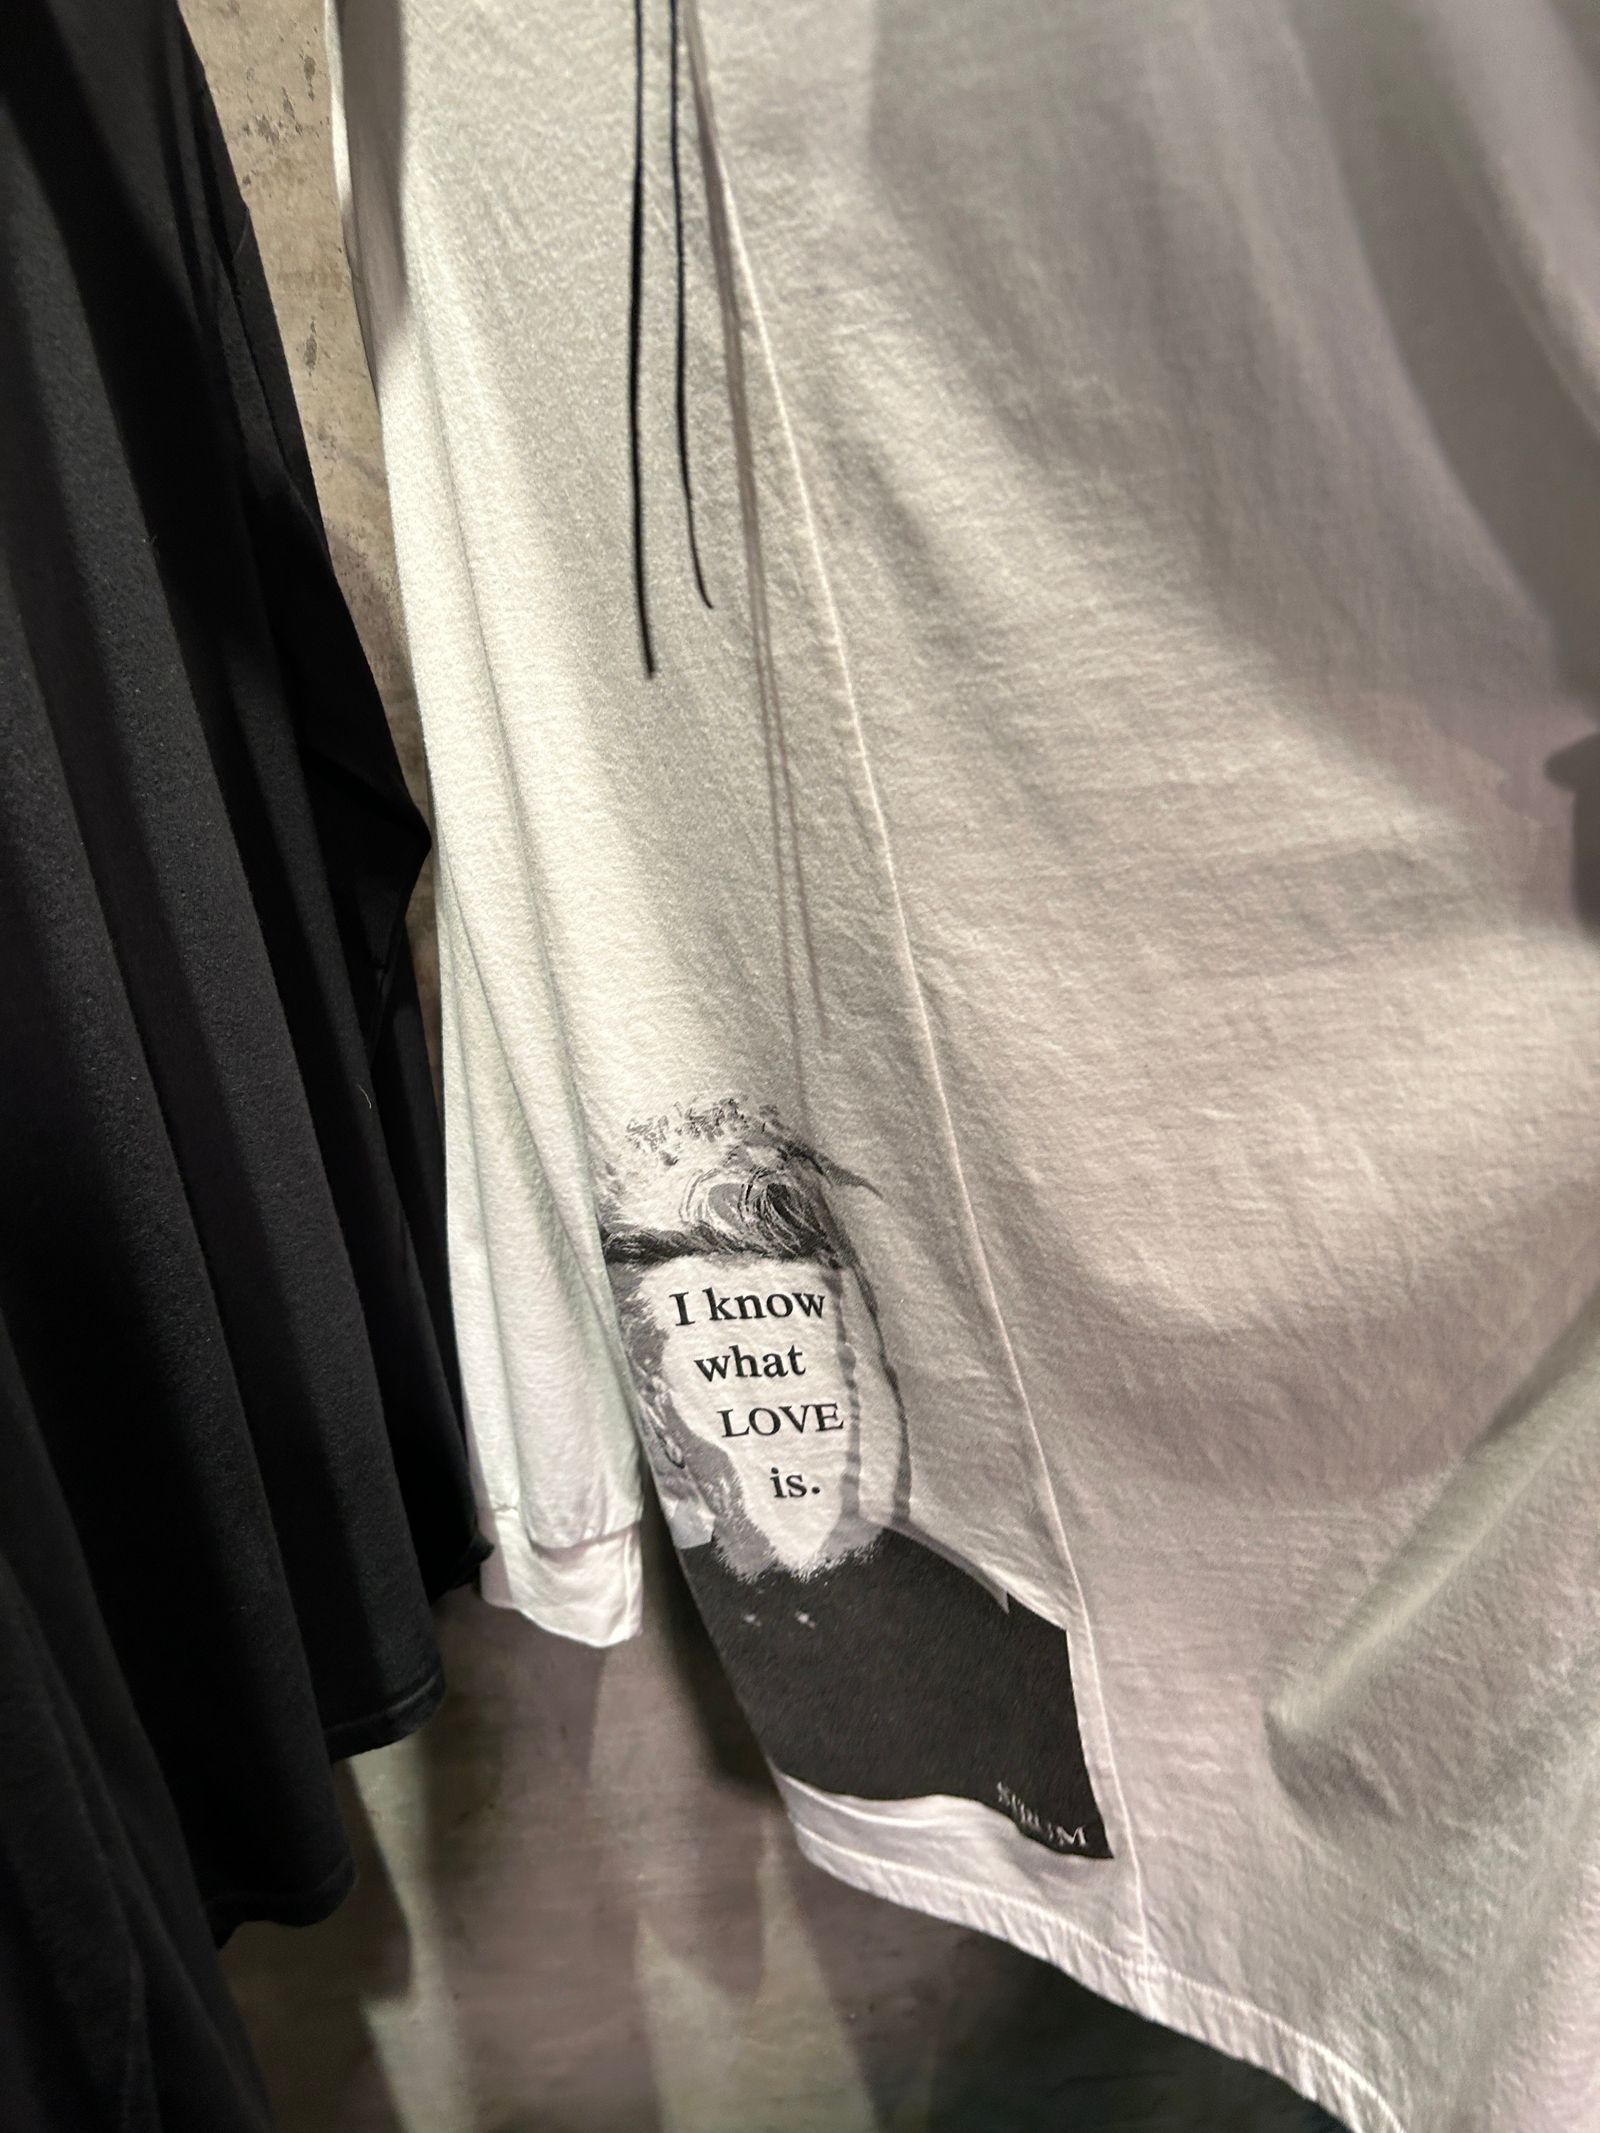 I know
what
LOVE
is.